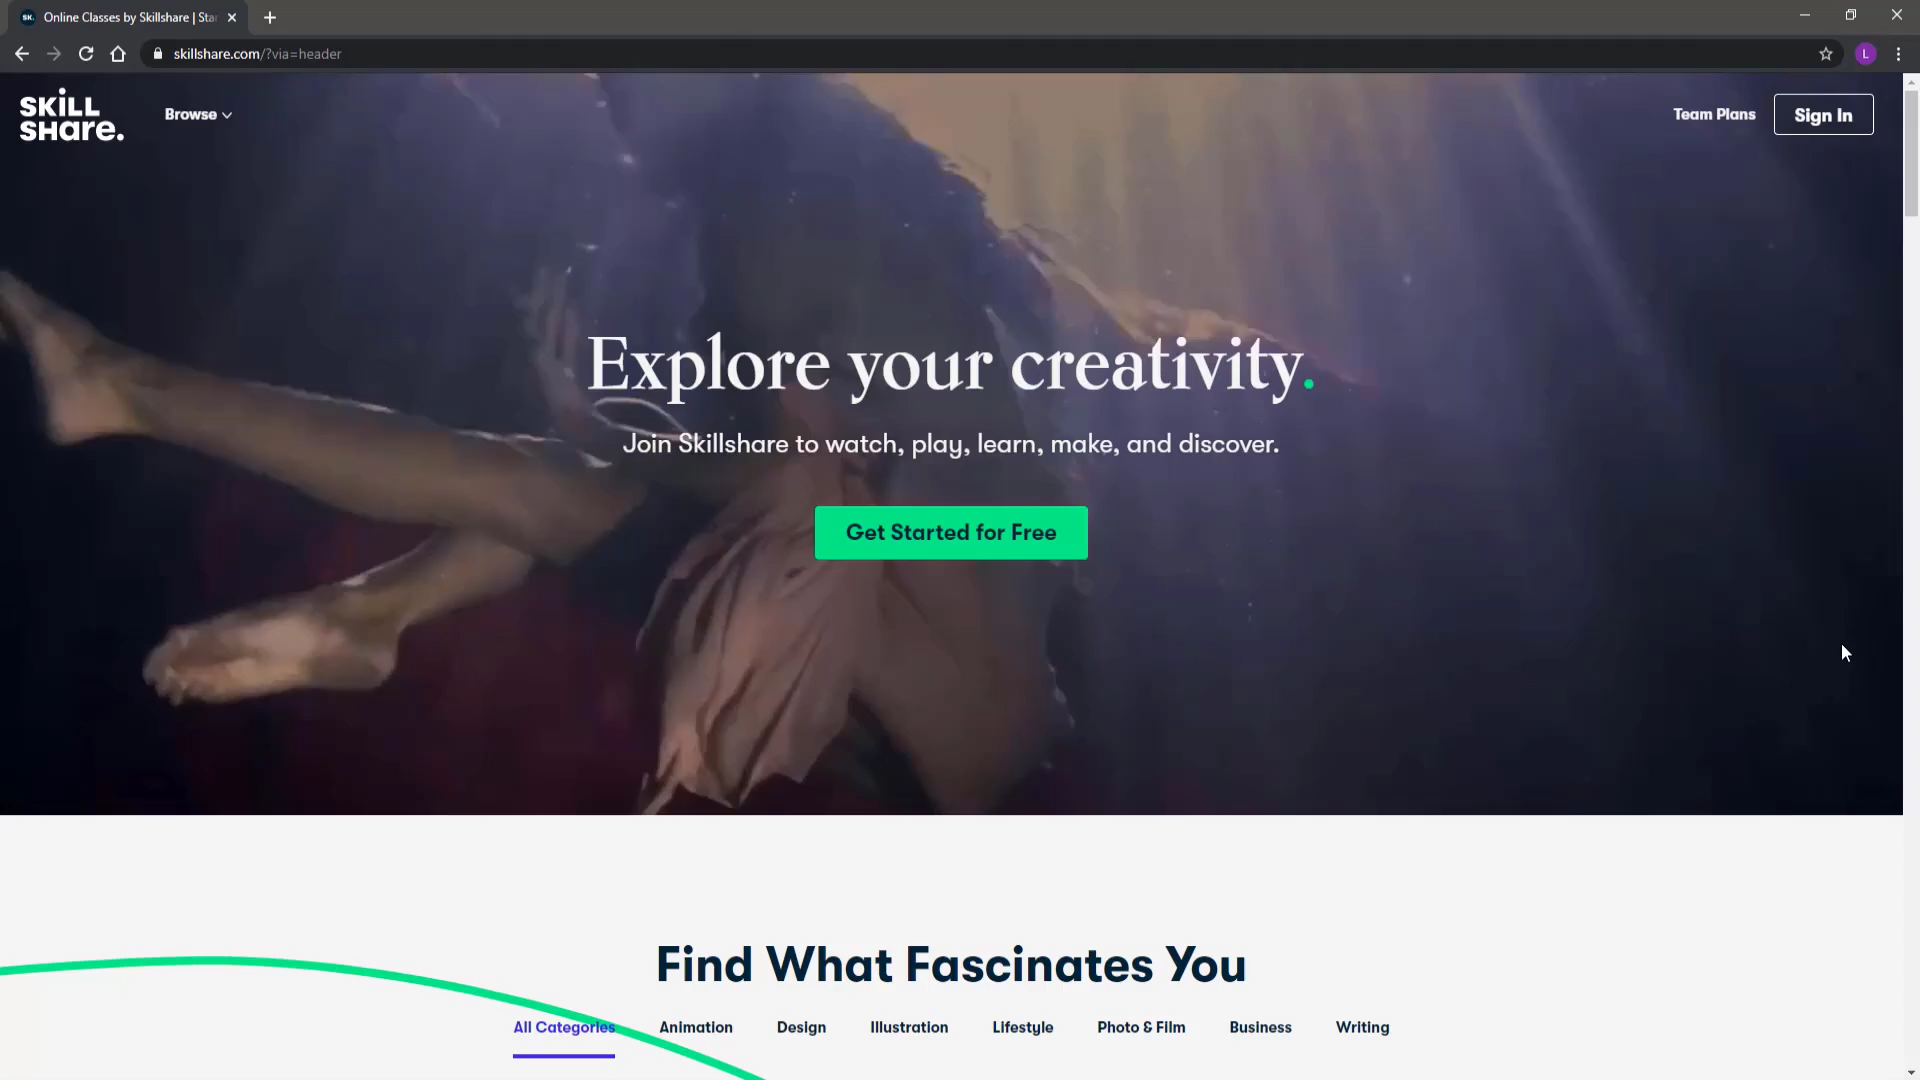 SK.
Online Classes by Skillshare | Star
skillshare.com/?via=header
L
SKILL
SHare.
Browse
Team Plans
Sign In
Explore your creativity.
Join Skillshare to watch, play, learn, make, and discover.
Get Started for Free
Find What Fascinates You
All Categories
Animation
Design
Illustration
Lifestyle
Photo & Film
Business
Writing